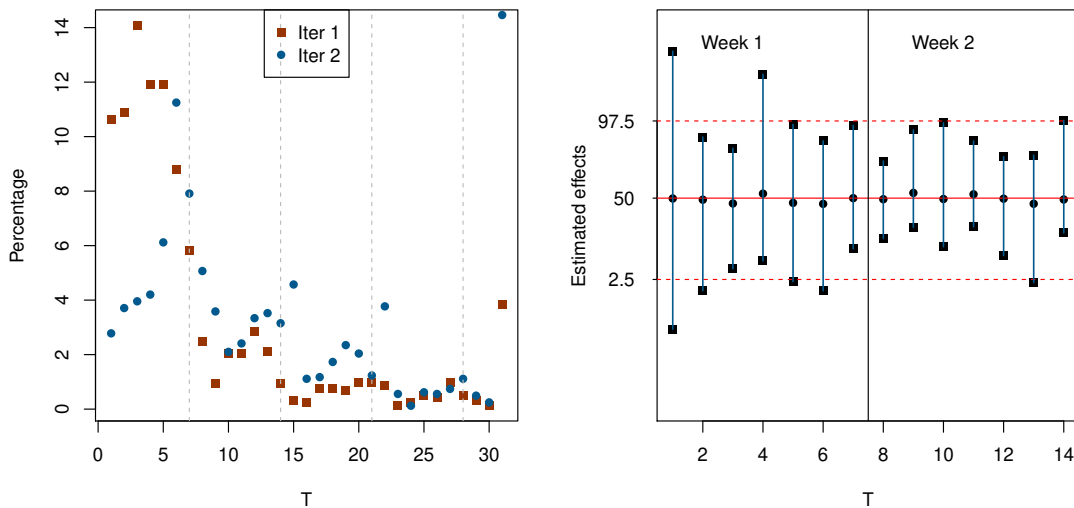 Percentage
14
12
10
8
6
4
2
0
Iter 1
Iter 2
0 5 10 15 20 25 30
T
Estimated effects
97.5
50
2.5
Week 1
Week 2
2 4 6 8 10 12 14
T